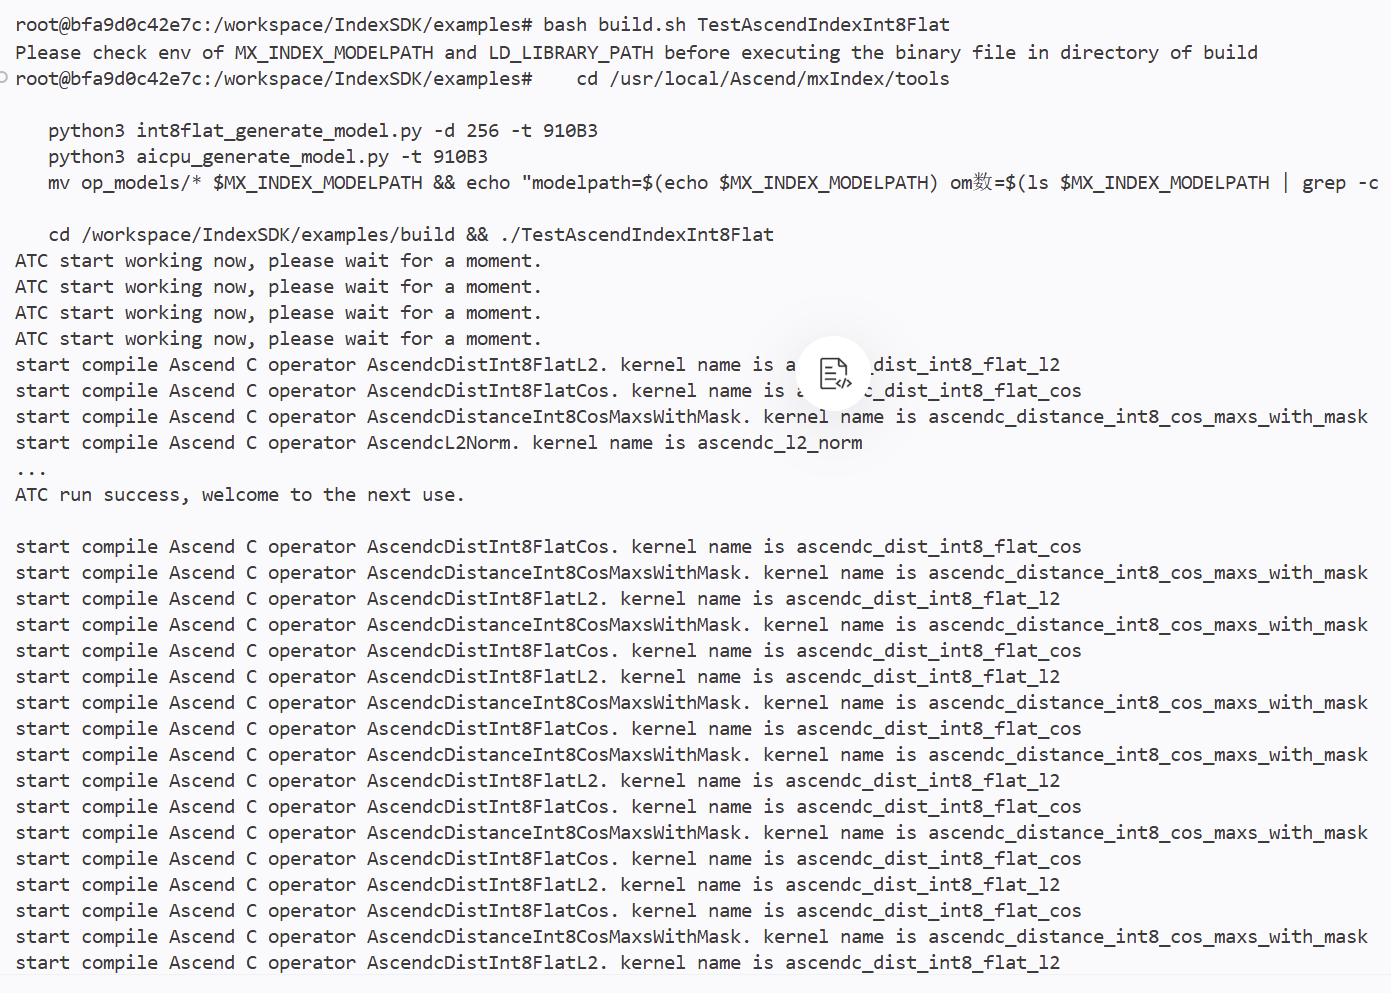 root@bfa9d0c42e7c:/workspace/IndexSDK/examples# bash build.sh TestAscendIndexInt8Flat
Please check env of MX_INDEX_MODELPATH and LD_LIBRARY_PATH before executing the binary file in directory of build
root@bfa9d0c42e7c:/workspace/IndexSDK/examples#    cd /usr/local/Ascend/mxIndex/tools
python3 int8flat_generate_model.py -d 256 -t 910B3
python3 aicpu_generate_model.py -t 910B3
mv op_models/* $MX_INDEX_MODELPATH && echo "modelpath=$(echo $MX_INDEX_MODELPATH) om数=$(ls $MX_INDEX_MODELPATH | grep -c
cd /workspace/IndexSDK/examples/build && ./TestAscendIndexInt8Flat
ATC start working now, please wait for a moment.
ATC start working now, please wait for a moment.
ATC start working now, please wait for a moment.
ATC start working now, please wait for a moment.
start compile Ascend C operator AscendcDistInt8FlatL2. kernel name is a dist_int8_flat_l2
start compile Ascend C operator AscendcDistInt8FlatCos. kernel name is ascendc_dist_int8_flat_cos
start compile Ascend C operator AscendcDistanceInt8CosMaxsWithMask. kernel name is ascendc_distance_int8_cos_maxs_with_mask
start compile Ascend C operator AscendcL2Norm. kernel name is ascendc_l2_norm
...
ATC run success, welcome to the next use.
start compile Ascend C operator AscendcDistInt8FlatCos. kernel name is ascendc_dist_int8_flat_cos
start compile Ascend C operator AscendcDistanceInt8CosMaxsWithMask. kernel name is ascendc_distance_int8_cos_maxs_with_mask
start compile Ascend C operator AscendcDistInt8FlatL2. kernel name is ascendc_dist_int8_flat_l2
start compile Ascend C operator AscendcDistanceInt8CosMaxsWithMask. kernel name is ascendc_distance_int8_cos_maxs_with_mask
start compile Ascend C operator AscendcDistInt8FlatCos. kernel name is ascendc_dist_int8_flat_cos
start compile Ascend C operator AscendcDistInt8FlatL2. kernel name is ascendc_dist_int8_flat_l2
start compile Ascend C operator AscendcDistanceInt8CosMaxsWithMask. kernel name is ascendc_distance_int8_cos_maxs_with_mask
start compile Ascend C operator AscendcDistInt8FlatCos. kernel name is ascendc_dist_int8_flat_cos
start compile Ascend C operator AscendcDistanceInt8CosMaxsWithMask. kernel name is ascendc_distance_int8_cos_maxs_with_mask
start compile Ascend C operator AscendcDistInt8FlatL2. kernel name is ascendc_dist_int8_flat_l2
start compile Ascend C operator AscendcDistInt8FlatCos. kernel name is ascendc_dist_int8_flat_cos
start compile Ascend C operator AscendcDistanceInt8CosMaxsWithMask. kernel name is ascendc_distance_int8_cos_maxs_with_mask
start compile Ascend C operator AscendcDistInt8FlatCos. kernel name is ascendc_dist_int8_flat_cos
start compile Ascend C operator AscendcDistInt8FlatL2. kernel name is ascendc_dist_int8_flat_l2
start compile Ascend C operator AscendcDistInt8FlatCos. kernel name is ascendc_dist_int8_flat_cos
start compile Ascend C operator AscendcDistanceInt8CosMaxsWithMask. kernel name is ascendc_distance_int8_cos_maxs_with_mask
start compile Ascend C operator AscendcDistInt8FlatL2. kernel name is ascendc_dist_int8_flat_l2